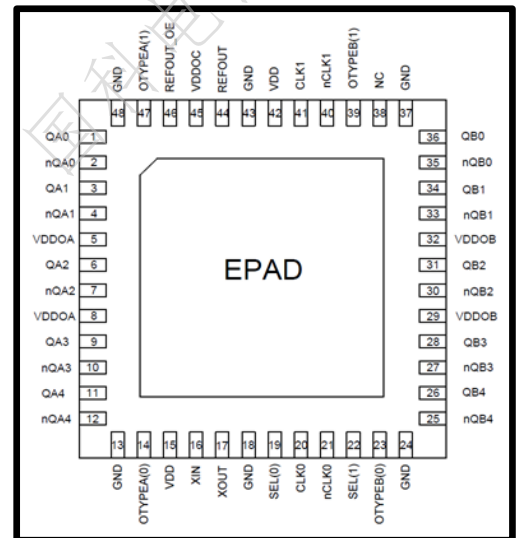 GND OTYPEA(1) REFOUT_OE VDDOC REFOUT GND VDD CLK1 nCLK1 OTYPEB(1) NC GND
48 47 46 45 44 43 42 41 40 39 38 37
QA0 1 36 QB0
nQA0 2 35 nQB0
QA1 3 34 QB1
nQA1 4 33 nQB1
VDDOA 5 32 VDDOB
QA2 6 31 QB2
nQA2 7 30 nQB2
EPAD
VDDOA 8 29 VDDOB
QA3 9 28 QB3
nQA3 10 27 nQB3
QA4 11 26 QB4
nQA4 12 25 nQB4
13 14 15 16 17 18 19 20 21 22 23 24
GND OTYPEA(0) VDD XIN XOUT GND SEL(0) CLK0 nCLK0 SEL(1) OTYPEB(0) GND
国科电